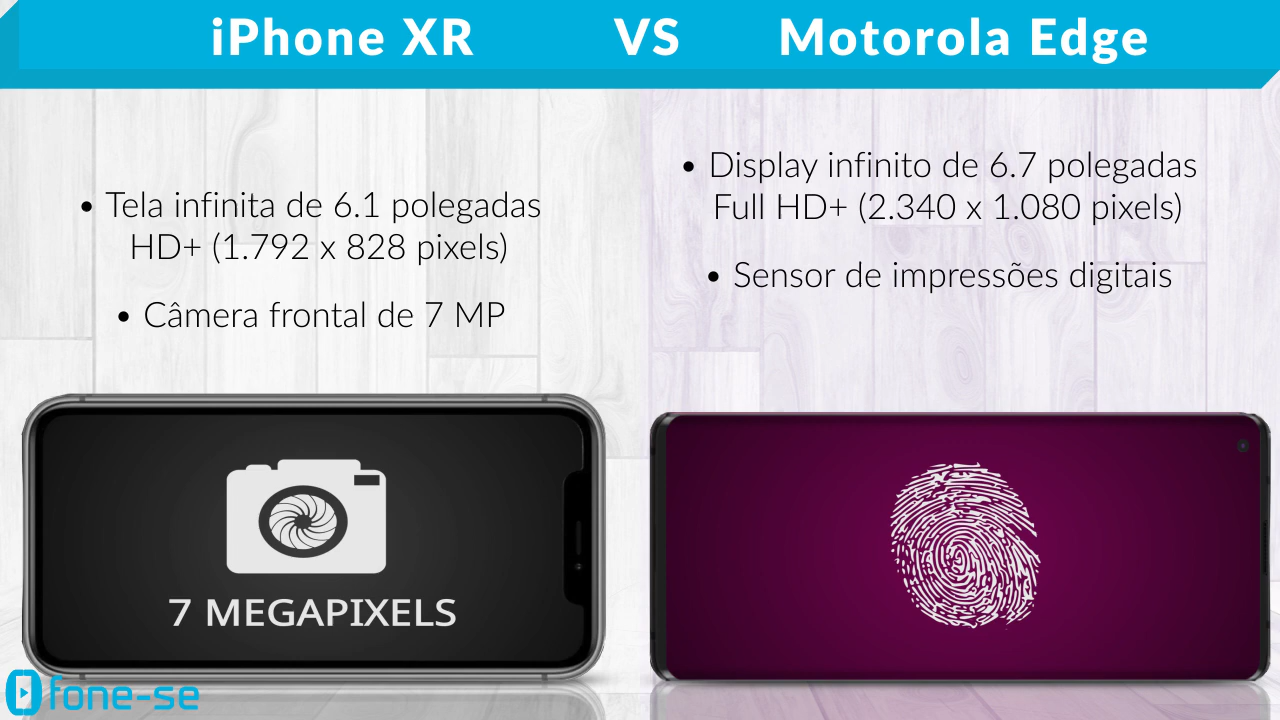 iPhone XR VS Motorola Edge
• Tela infinita de 6.1 polegadas
HD+ (1.792 x 828 pixels)
• Câmera frontal de 7 MP
• Display infinito de 6.7 polegadas
Full HD+ (2.340 x 1.080 pixels)
• Sensor de impressões digitais
7 MEGAPIXELS
fone-se